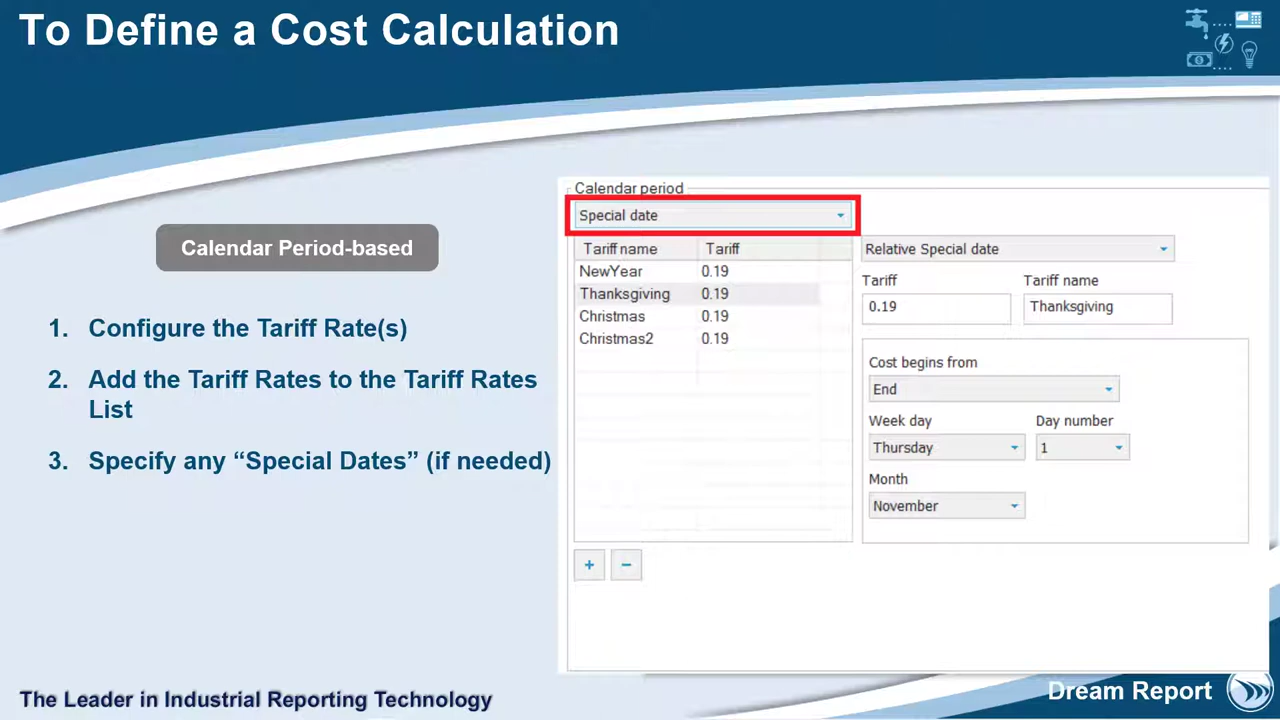 To Define a Cost Calculation
Calendar Period-based
1. Configure the Tariff Rate(s)
2. Add the Tariff Rates to the Tariff Rates
List
3. Specify any “Special Dates” (if needed)
Calendar period
Special date
Tariff name Tariff
NewYear 0.19
Thanksgiving 0.19
Christmas 0.19
Christmas2 0.19
+ −
Relative Special date
Tariff Tariff name
0.19 Thanksgiving
Cost begins from
End
Week day Day number
Thursday 1
Month
November
The Leader in Industrial Reporting Technology
Dream Report